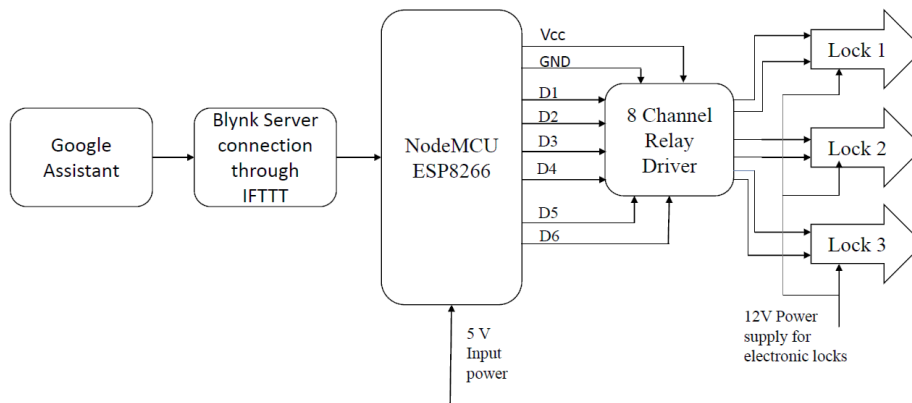 Google
Assistant
Blynk Server
connection
through
IFTTT
NodeMCU
ESP8266
Vcc
GND
D1
D2
D3
D4
D5
D6
8 Channel
Relay
Driver
Lock 1
Lock 2
Lock 3
5 V
Input
power
12V Power
supply for
electronic locks